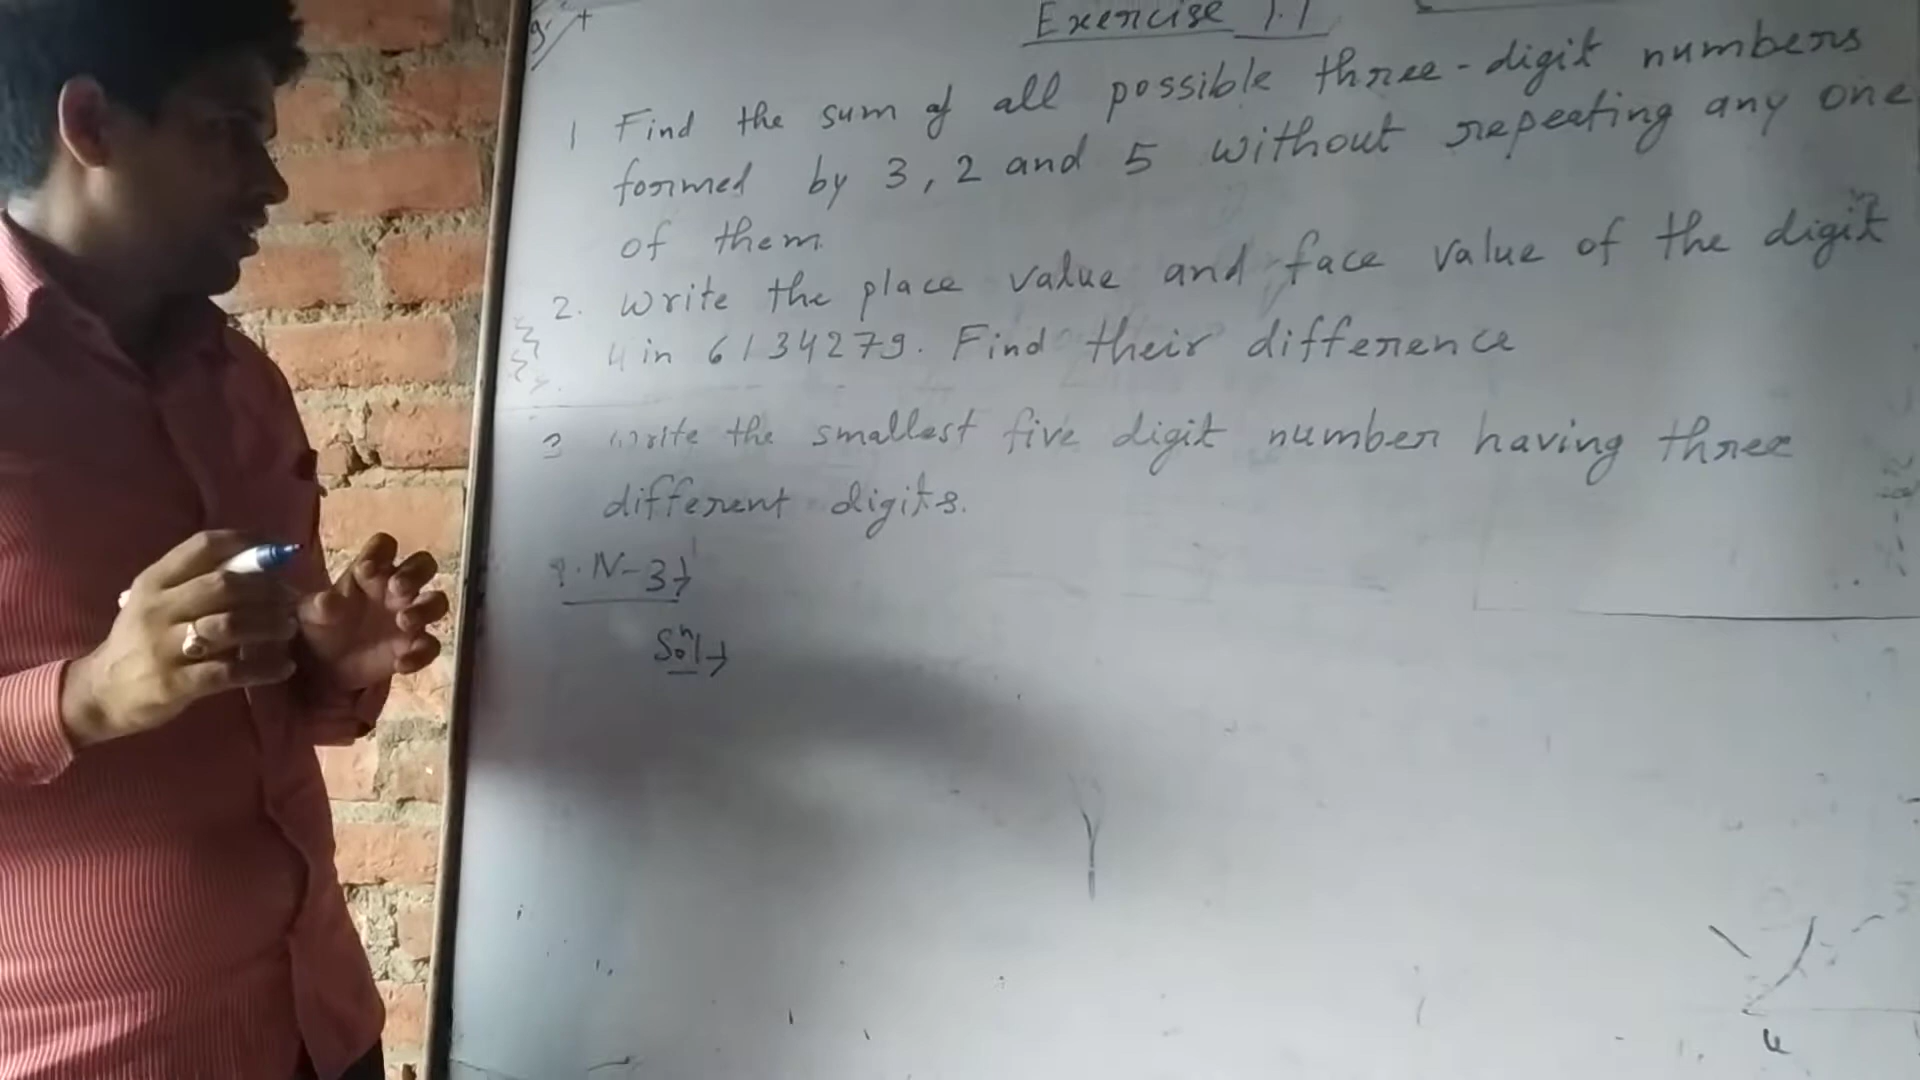 Exercise 1.1
1 Find the sum of all possible three-digit numbers
formed by 3, 2 and 5 without repeating any one
of them
2. Write the place value and face value of the digit
4 in 6134279. Find their difference
3 Write the smallest five digit number having three
different digits.
Q.N-3→
Solⁿ→